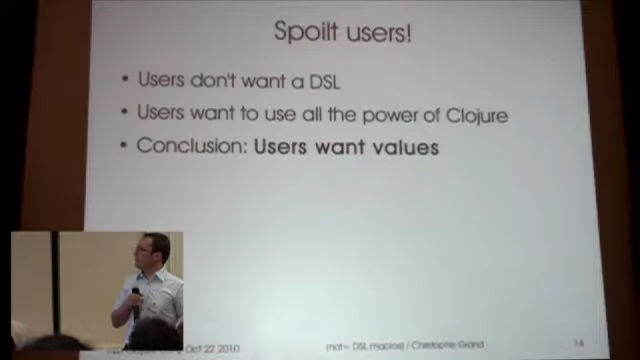 Spoilt users!
• Users don't want a DSL
• Users want to use all the power of Clojure
• Conclusion: Users want values
Oct 22 2010
(not= DSL macros) / Christophe Grand
14